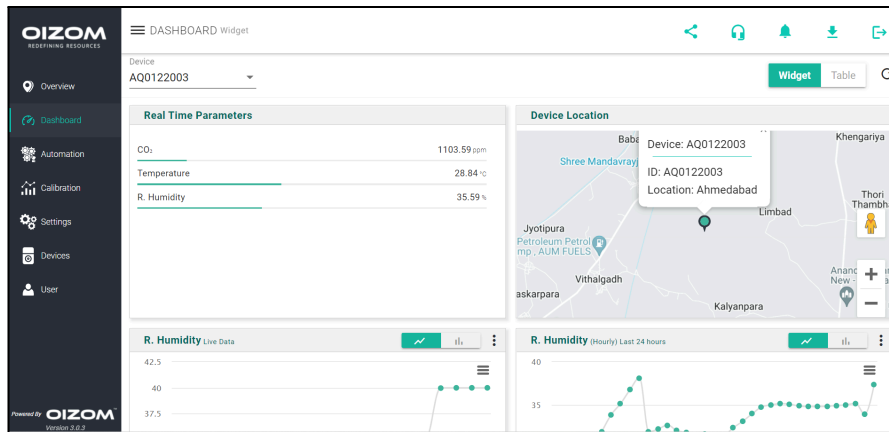 OIZOM
REDEFINING RESOURCES
DASHBOARD Widget
Device
AQ0122003
Widget
Table
Overview
Dashboard
Automation
Calibration
Settings
Devices
User
Powered By OIZOM
Version 3.0.3
Real Time Parameters
CO₂ 1103.59 ppm
Temperature 28.84 °C
R. Humidity 35.59 %
Device Location
Device: AQ0122003
ID: AQ0122003
Location: Ahmedabad
Baba
Khengariya
Shree Mandavrayj
Thori
Thambha
Limbad
Jyotipura
Petroleum Petrol
mp , AUM FUELS
Vithalgadh
Anand
New -
askarpara
Kalyanpara
R. Humidity Live Data
42.5
40
37.5
R. Humidity (Hourly) Last 24 hours
40
35